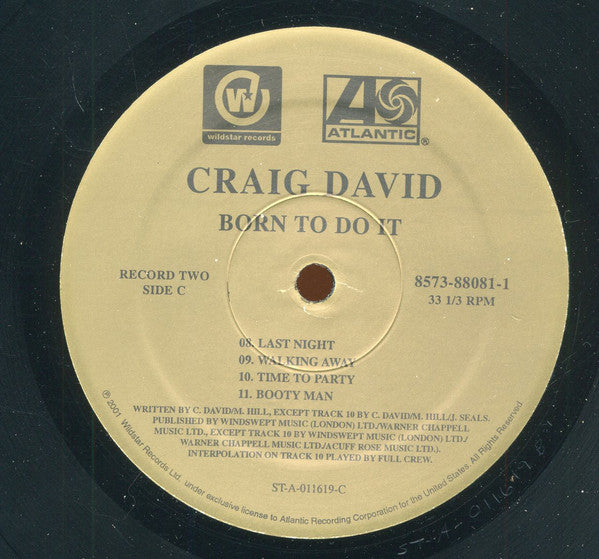 wildstar records
ATLANTIC®
CRAIG DAVID
BORN TO DO IT
RECORD TWO
SIDE C
8573-88081-1
33 1/3 RPM
08. LAST NIGHT
09. WALKING AWAY
10. TIME TO PARTY
11. BOOTY MAN
WRITTEN BY C. DAVID/M. HILL, EXCEPT TRACK 10 BY C. DAVID/M. HILL/J. SEALS.
PUBLISHED BY WINDSWEPT MUSIC (LONDON) LTD./WARNER CHAPPELL
MUSIC LTD., EXCEPT TRACK 10 BY WINDSWEPT MUSIC (LONDON) LTD./
WARNER CHAPPELL MUSIC LTD./ACUFF ROSE MUSIC LTD.).
INTERPOLATION ON TRACK 10 PLAYED BY FULL CREW.
ST-A-011619-C
℗ 2001 Wildstar Records Ltd. under exclusive license to Atlantic Recording Corporation for the United States. All Rights Reserved
ST-A-011619